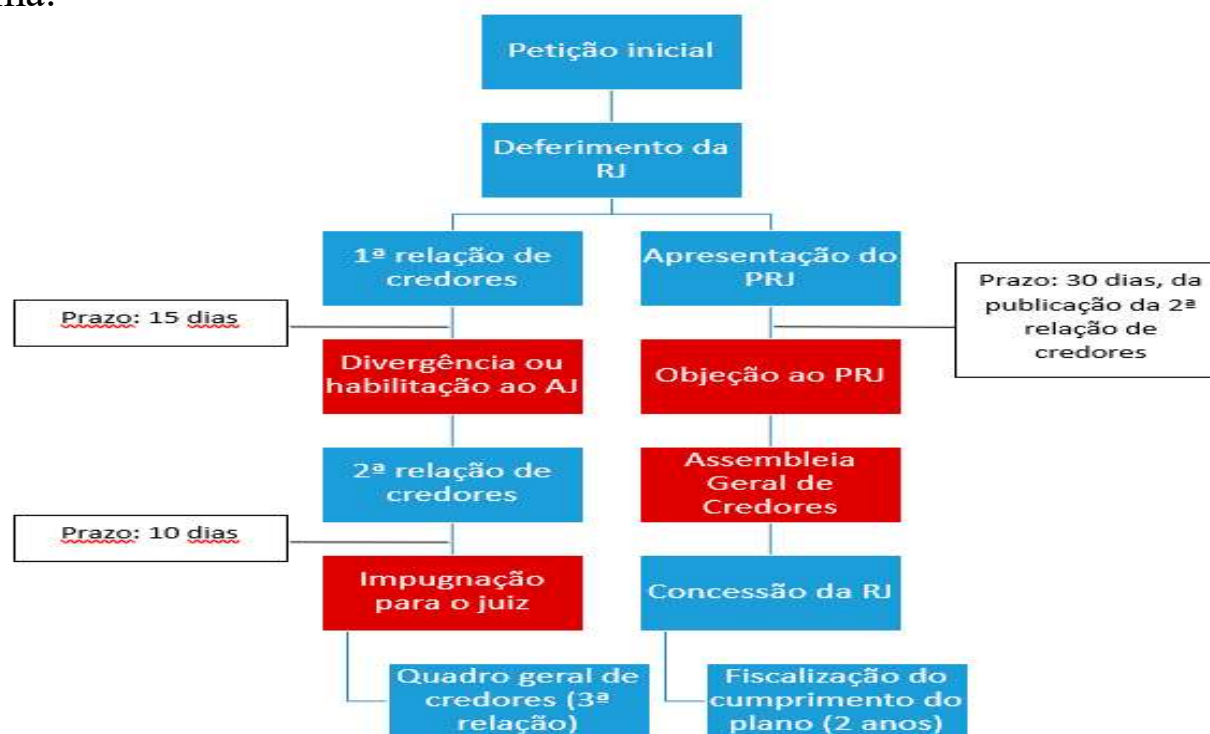 Petição inicial
Deferimento da
RJ
1ª relação de
credores
Apresentação do
PRJ
Prazo: 15 dias
Prazo: 30 dias, da
publicação da 2ª
relação de
credores
Divergência ou
habilitação ao AJ
Objeção ao PRJ
2ª relação de
credores
Assembleia
Geral de
Credores
Prazo: 10 dias
Impugnação
para o juiz
Concessão da RJ
Quadro geral de
credores (3ª
relação)
Fiscalização do
cumprimento do
plano (2 anos)